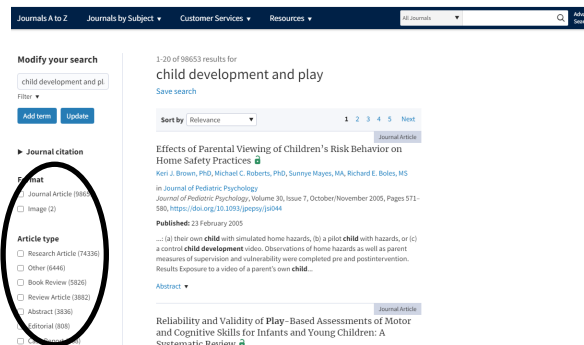 Journals A to Z Journals by Subject ▼ Customer Services ▼ Resources ▼ All Journals ▼
Modify your search
child development and pl
Filter ▼
Add term Update
▶ Journal citation
Format
Journal Article (9865
Image (2)
Article type
Research Article (74336)
Other (6446)
Book Review (5826)
Review Article (3882)
Abstract (3836)
Editorial (808)
1-20 of 98653 results for
child development and play
Save search
Sort by Relevance ▼ 1 2 3 4 5 Next
Journal Article
Effects of Parental Viewing of Children's Risk Behavior on
Home Safety Practices
Keri J. Brown, PhD, Michael C. Roberts, PhD, Sunnye Mayes, MA, Richard E. Boles, MS
in Journal of Pediatric Psychology
Journal of Pediatric Psychology, Volume 30, Issue 7, October/November 2005, Pages 571–
580, https://doi.org/10.1093/jpepsy/jsi044
Published: 23 February 2005
...: (a) their own child with simulated home hazards, (b) a pilot child with hazards, or (c)
a control child development video. Observations of home hazards as well as parent
measures of supervision and vulnerability were completed pre and postintervention.
Results Exposure to a video of a parent's own child...
Abstract ▼
Journal Article
Reliability and Validity of Play-Based Assessments of Motor
and Cognitive Skills for Infants and Young Children: A
Systematic Review